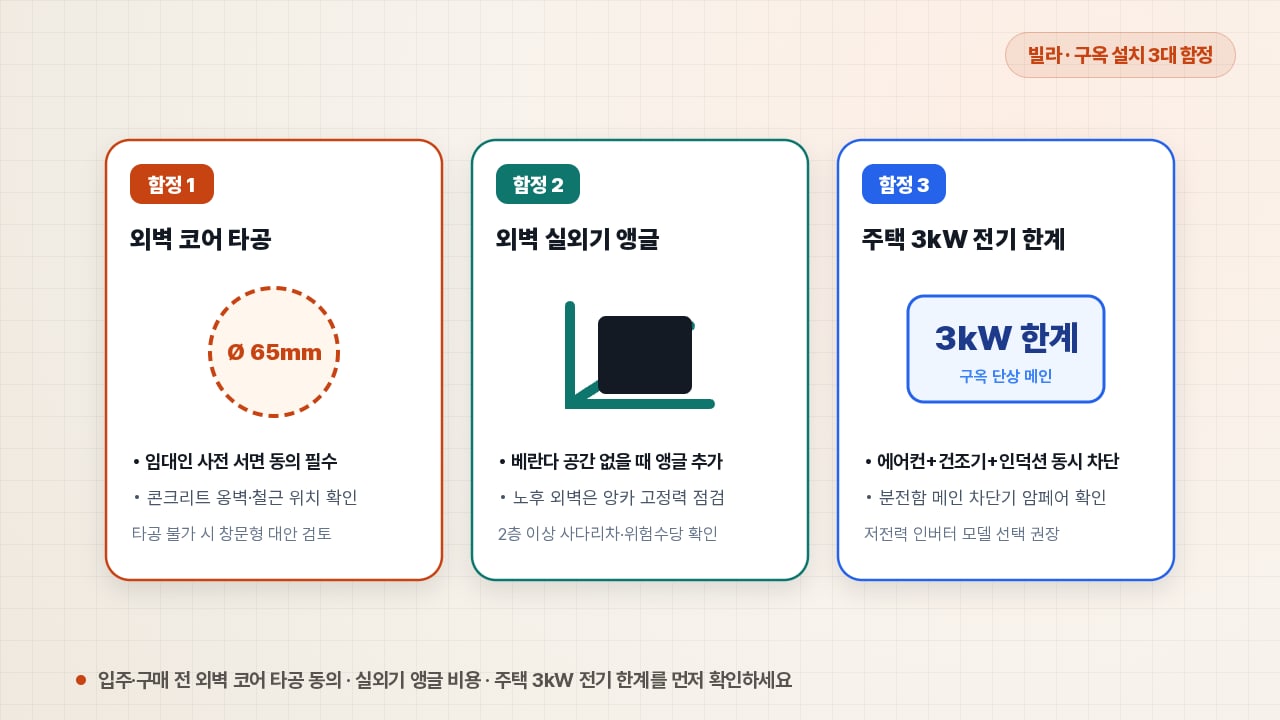 빌라 · 구옥 설치 3대 함정
함정 1
외벽 코어 타공
Ø 65mm
• 임대인 사전 서면 동의 필수
• 콘크리트 옹벽·철근 위치 확인
타공 불가 시 창문형 대안 검토
함정 2
외벽 실외기 앵글
• 베란다 공간 없을 때 앵글 추가
• 노후 외벽은 앙카 고정력 점검
2층 이상 사다리차·위험수당 확인
함정 3
주택 3kW 전기 한계
3kW 한계
구옥 단상 메인
• 에어컨+건조기+인덕션 동시 차단
• 분전함 메인 차단기 암페어 확인
저전력 인버터 모델 선택 권장
입주·구매 전 외벽 코어 타공 동의 · 실외기 앵글 비용 · 주택 3kW 전기 한계를 먼저 확인하세요